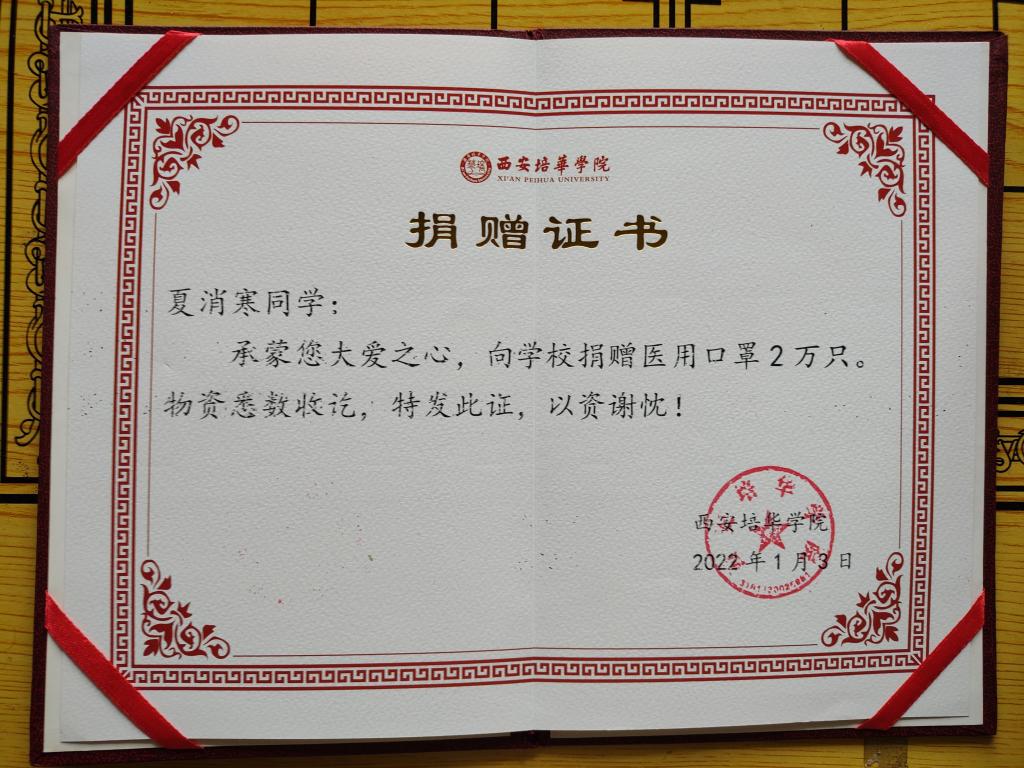 西安培華學院
XI'AN PEIHUA UNIVERSITY
捐赠证书
夏消寒同学：
承蒙您大爱之心，向学校捐赠医用口罩2万只。
物资悉数收讫，特发此证，以资谢忱！
西安培华学院
2022年1月3日